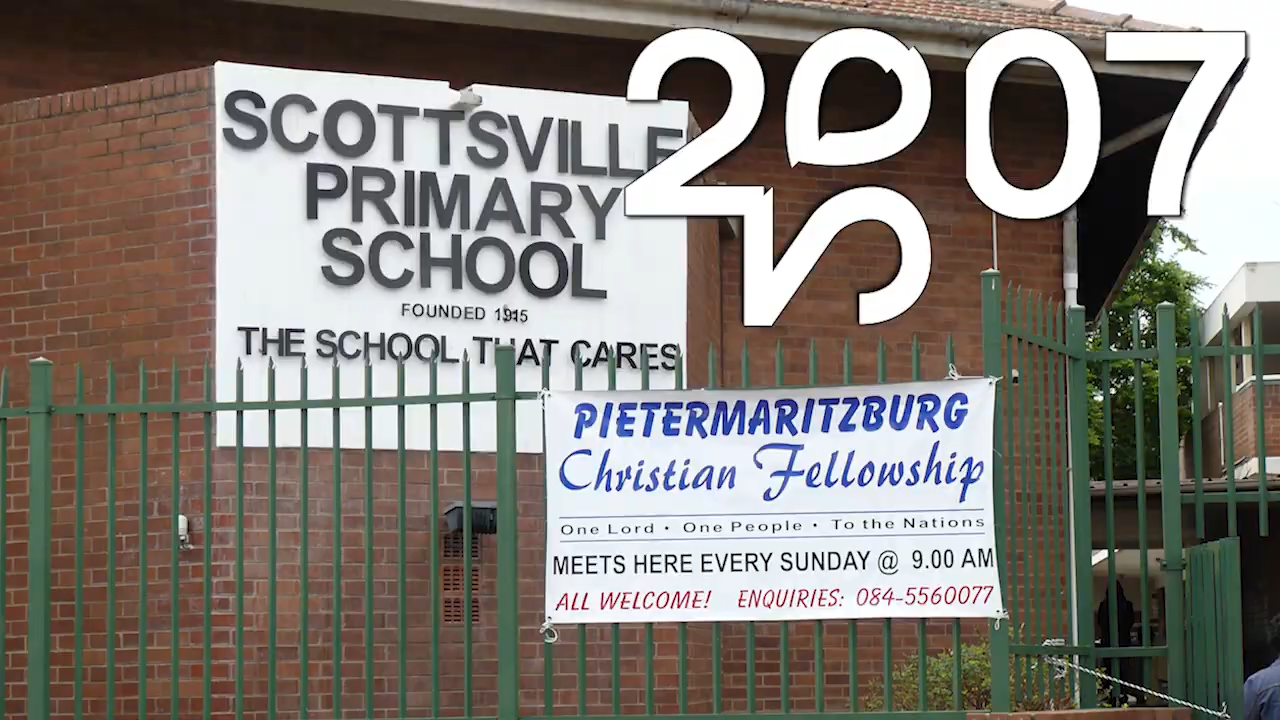 SCOTTSVILLE
PRIMARY
SCHOOL
FOUNDED 1915
THE SCHOOL THAT CARES
2007
PIETERMARITZBURG
Christian Fellowship
One Lord • One People • To the Nations
MEETS HERE EVERY SUNDAY @ 9.00 AM
ALL WELCOME! ENQUIRIES: 084-5560077